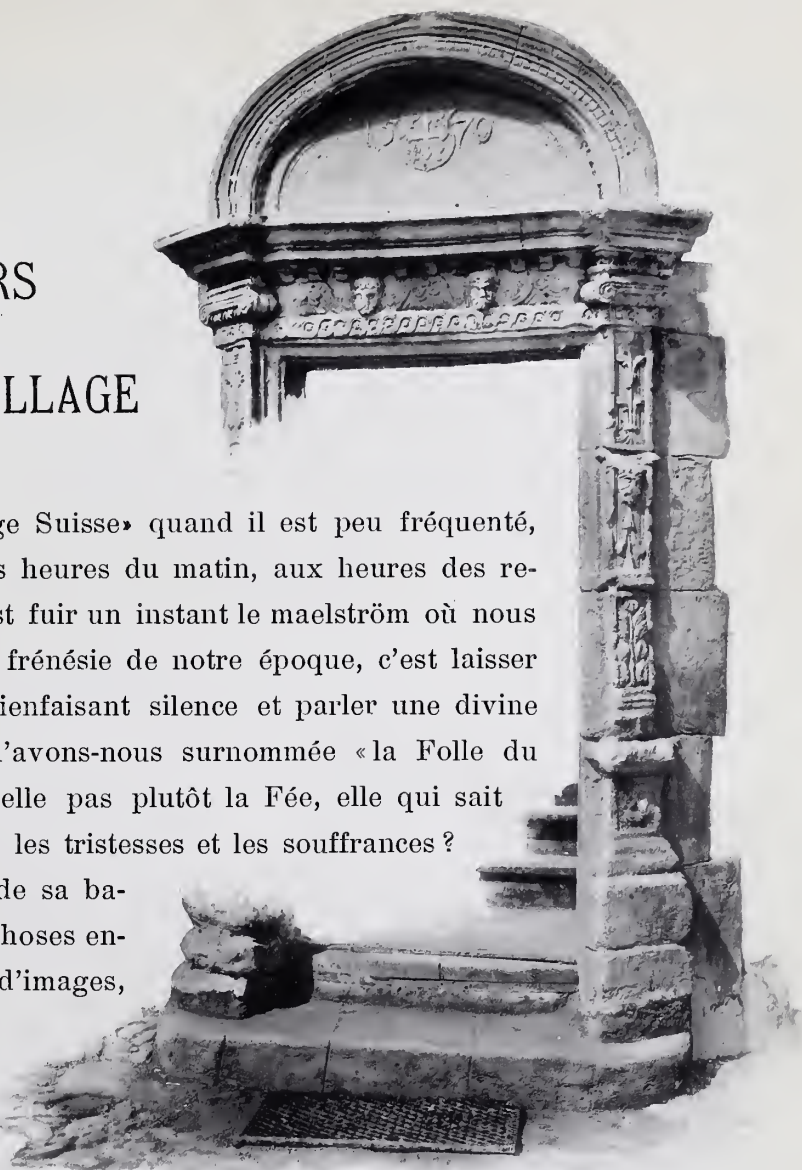 RS
LLAGE
1570
ge Suisse» quand il est peu fréquenté,
s heures du matin, aux heures des re-
st fuir un instant le maelström où nous
frénésie de notre époque, c'est laisser
ienfaisant silence et parler une divine
l'avons-nous surnommée «la Folle du
elle pas plutôt la Fée, elle qui sait
les tristesses et les souffrances?
de sa ba-
hoses en-
d'images,